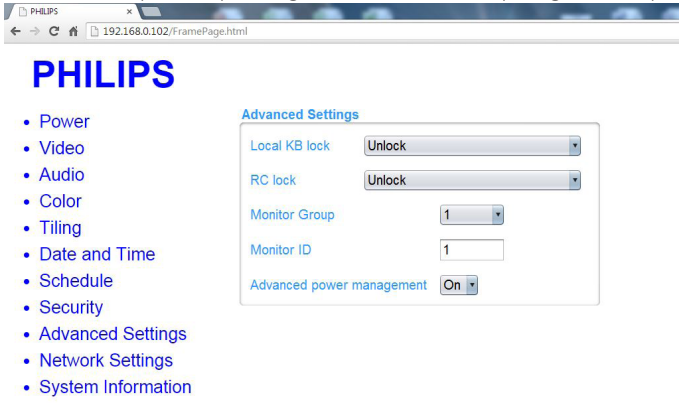 PHILIPS
192.168.0.102/FramePage.html
PHILIPS
• Power
• Video
• Audio
• Color
• Tiling
• Date and Time
• Schedule
• Security
• Advanced Settings
• Network Settings
• System Information
Advanced Settings
Local KB lock Unlock
RC lock Unlock
Monitor Group 1
Monitor ID 1
Advanced power management On